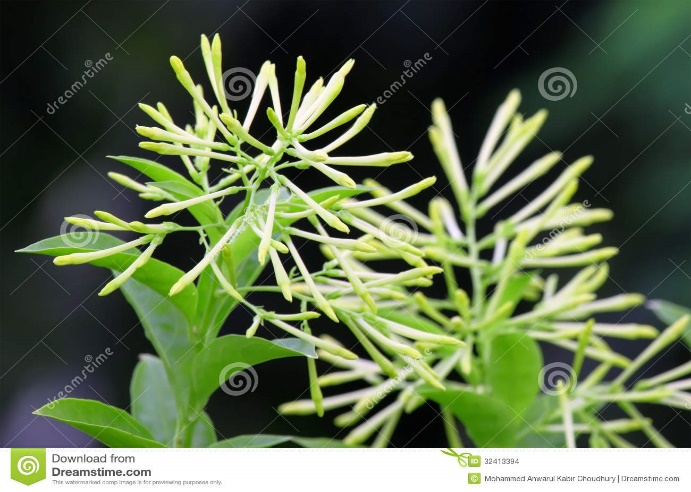 dreamstime
dreamstime
dreamstime
dreamstime
dreamstime
dreamstime
Download from
Dreamstime.com
This watermarked comp image is for previewing purposes only.
32413394
Mohammed Anwarul Kabir Choudhury | Dreamstime.com